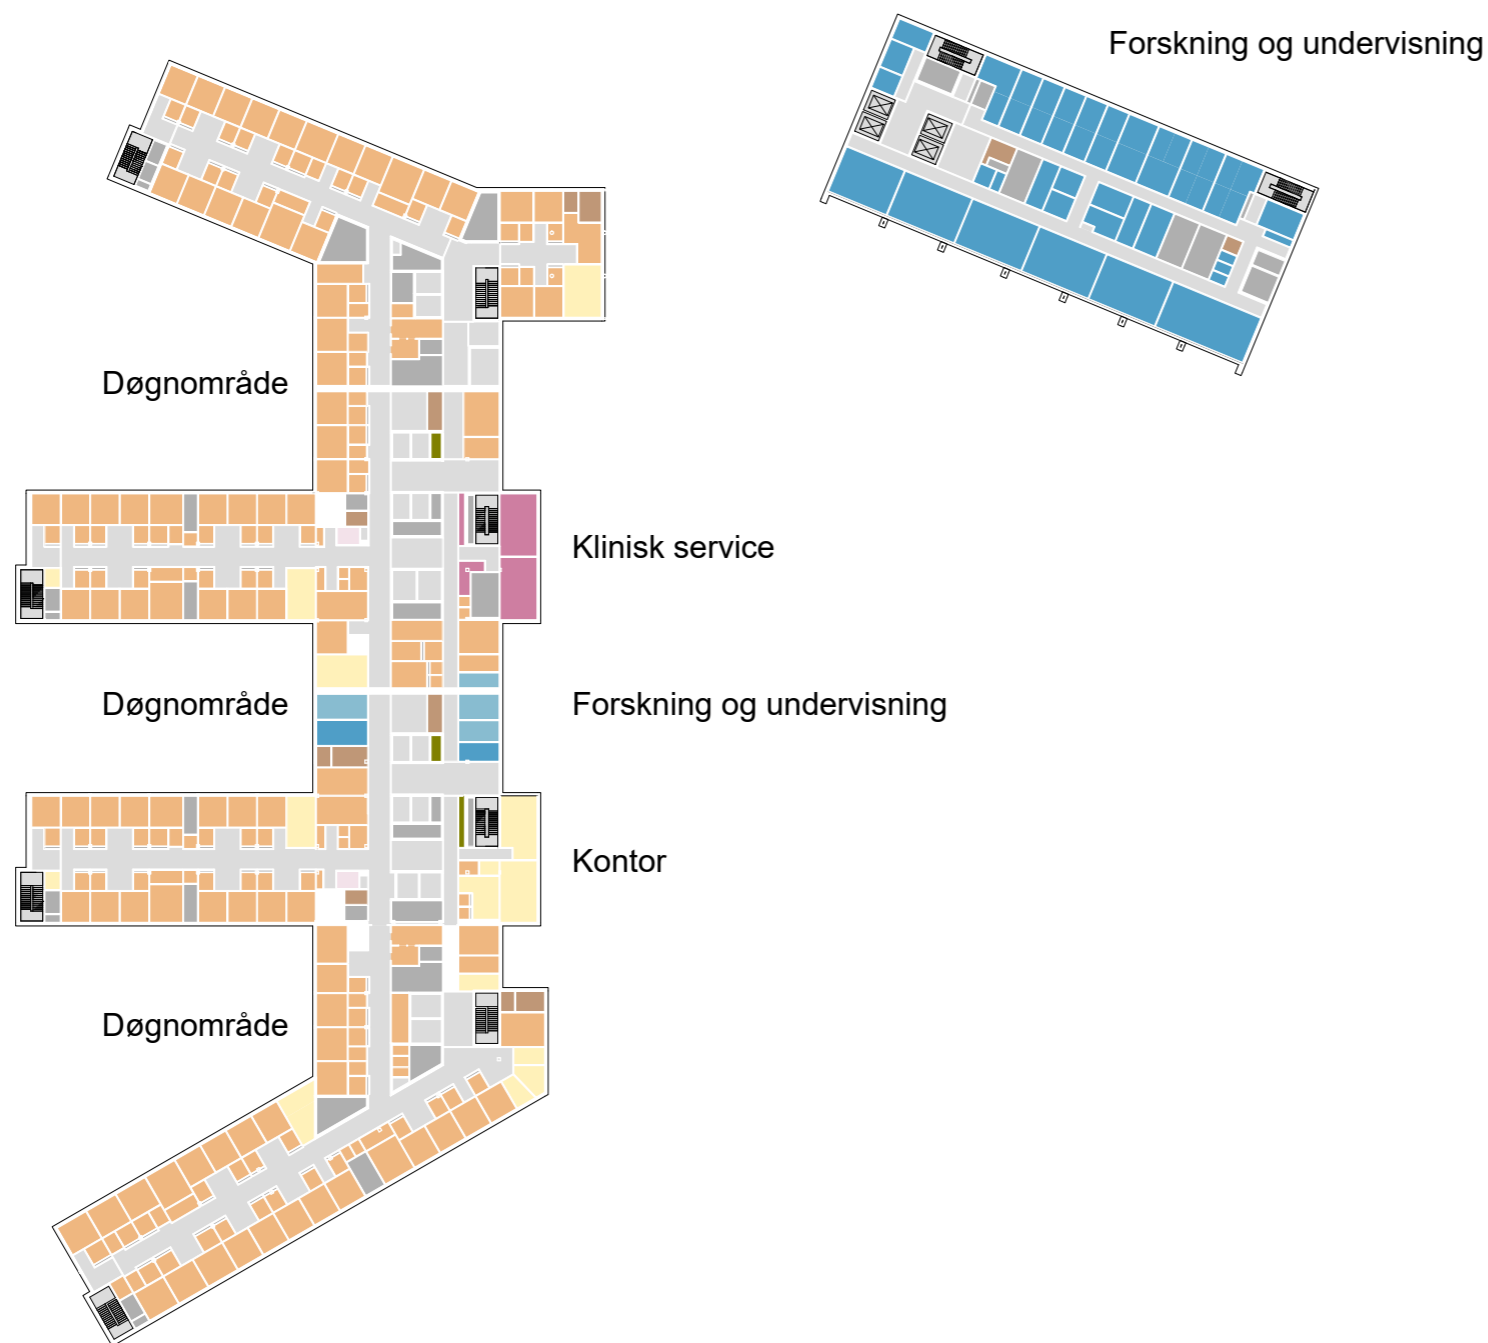 Forskning og undervisning
Døgnområde
Klinisk service
Døgnområde
Forskning og undervisning
Kontor
Døgnområde